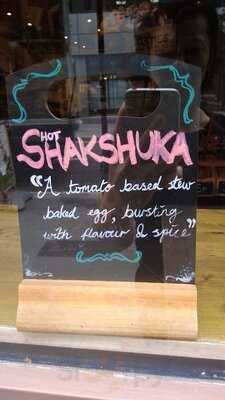 HOT
SHAKSHUKA
"A tomato based stew
baked egg, bursting
with flavour & spice"